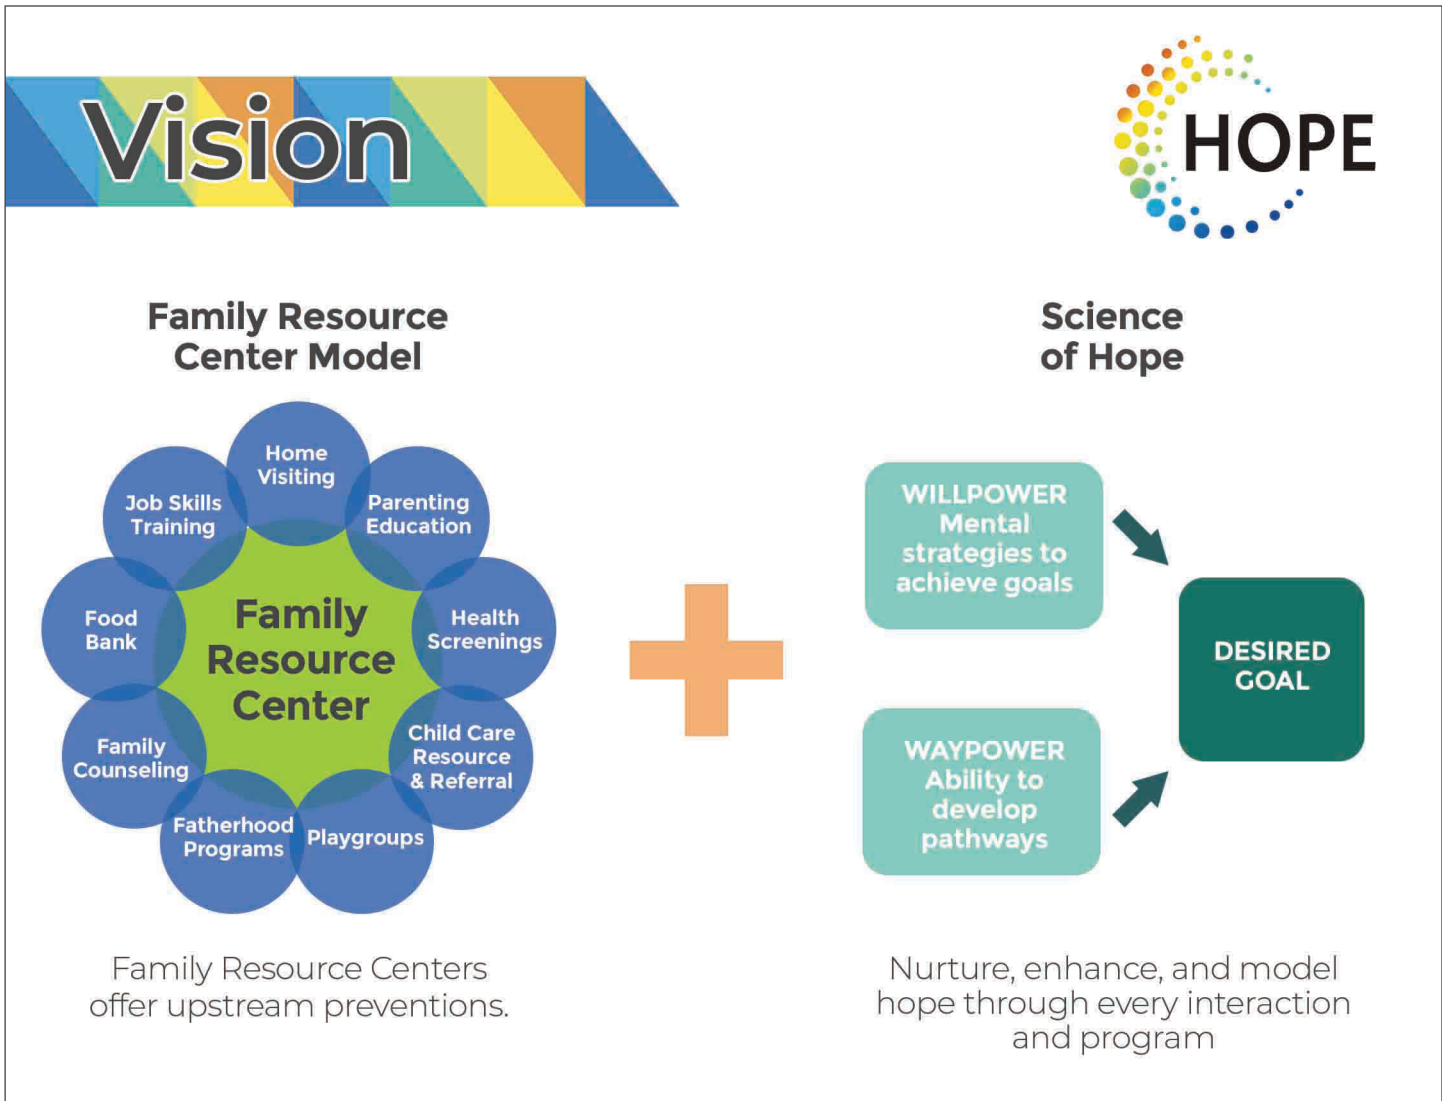 Vision
HOPE
Family Resource
Center Model
Home
Visiting
Parenting
Education
Health
Screenings
Child Care
Resource
& Referral
Playgroups
Fatherhood
Programs
Family
Counseling
Food
Bank
Job Skills
Training
Family
Resource
Center
Family Resource Centers
offer upstream preventions.
Science
of Hope
WILLPOWER
Mental
strategies to
achieve goals
WAYPOWER
Ability to
develop
pathways
DESIRED
GOAL
Nurture, enhance, and model
hope through every interaction
and program